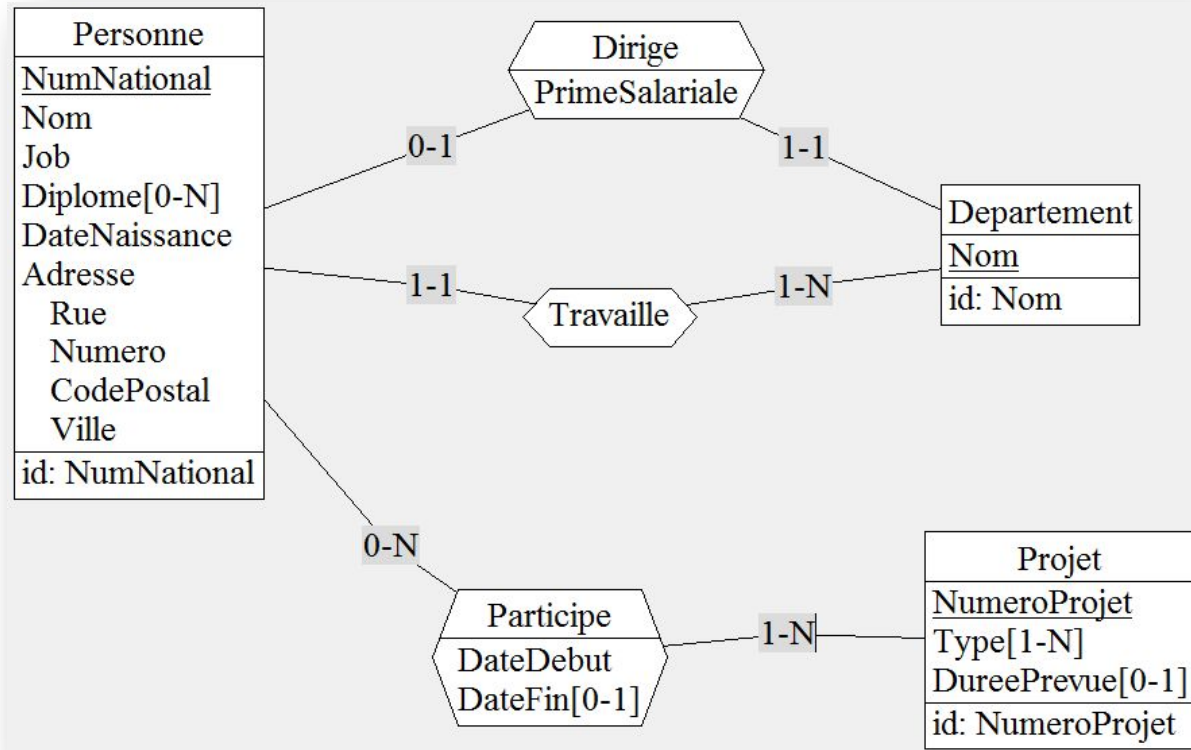 Personne
NumNational
Nom
Job
Diplome[0-N]
DateNaissance
Adresse
Rue
Numero
CodePostal
Ville
id: NumNational
Dirige
PrimeSalariale
0-1
1-1
Departement
Nom
id: Nom
1-1
Travaille
1-N
0-N
Participe
DateDebut
DateFin[0-1]
1-N
Projet
NumeroProjet
Type[1-N]
DureePrevue[0-1]
id: NumeroProjet